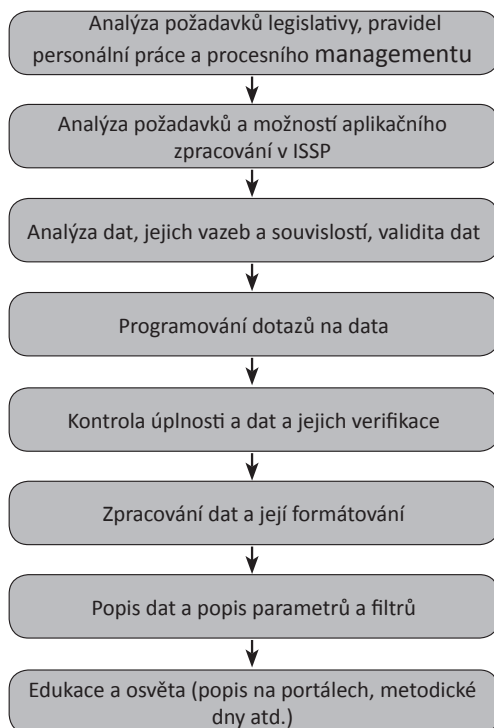 Analýza požadavků legislativy, pravidel
personální práce a procesního managementu
Analýza požadavků a možností aplikačního
zpracování v ISSP
Analýza dat, jejich vazeb a souvislostí, validita dat
Programování dotazů na data
Kontrola úplnosti a dat a jejich verifikace
Zpracování dat a její formátování
Popis dat a popis parametrů a filtrů
Edukace a osvěta (popis na portálech, metodické
dny atd.)